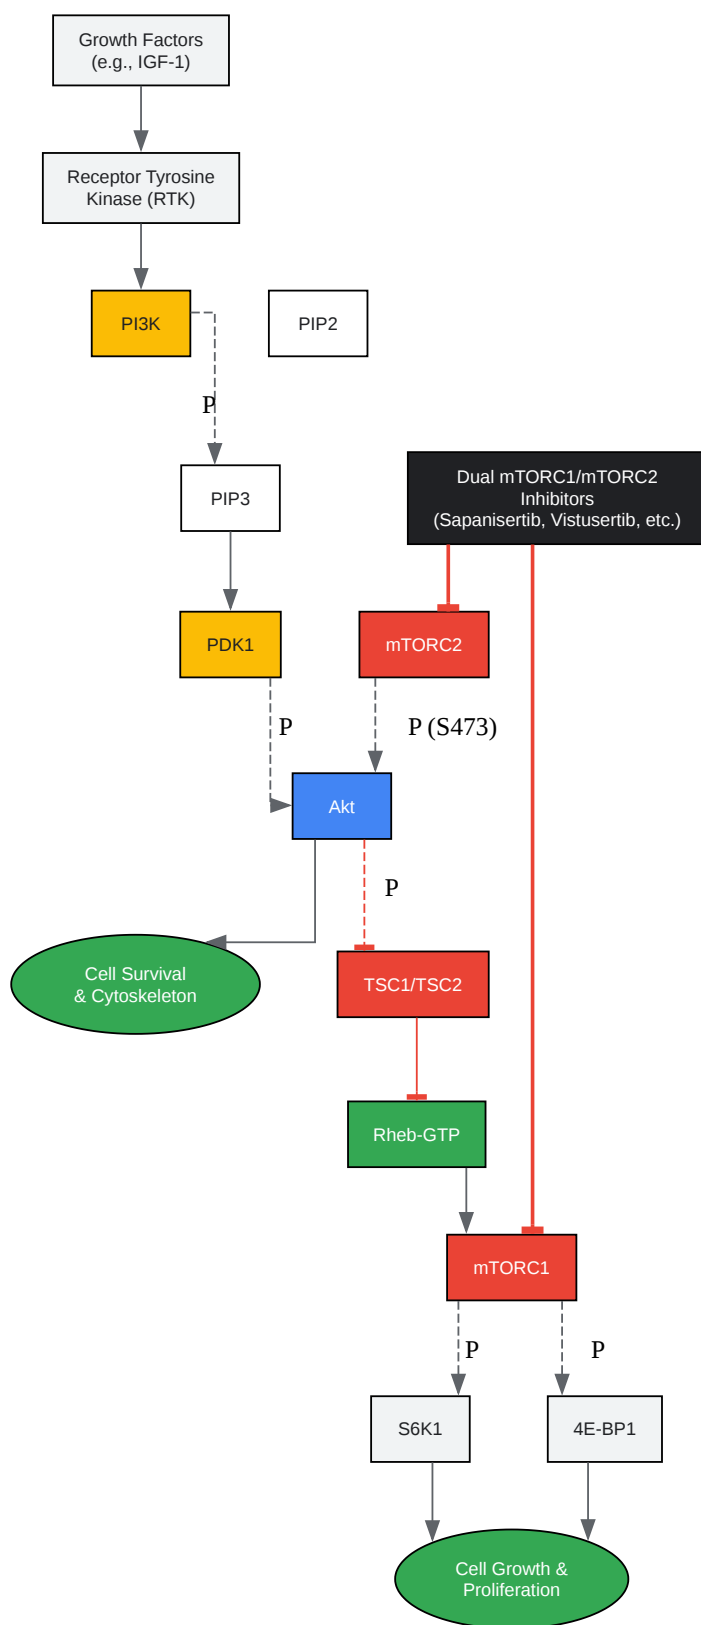 Growth Factors
(e.g., IGF-1)
Receptor Tyrosine
Kinase (RTK)
PI3K
PIP2
P
PIP3
Dual mTORC1/mTORC2
Inhibitors
(Sapanisertib, Vistusertib, etc.)
PDK1
mTORC2
P
P (S473)
Akt
P
Cell Survival
& Cytoskeleton
TSC1/TSC2
Rheb-GTP
mTORC1
P
P
S6K1
4E-BP1
Cell Growth &
Proliferation